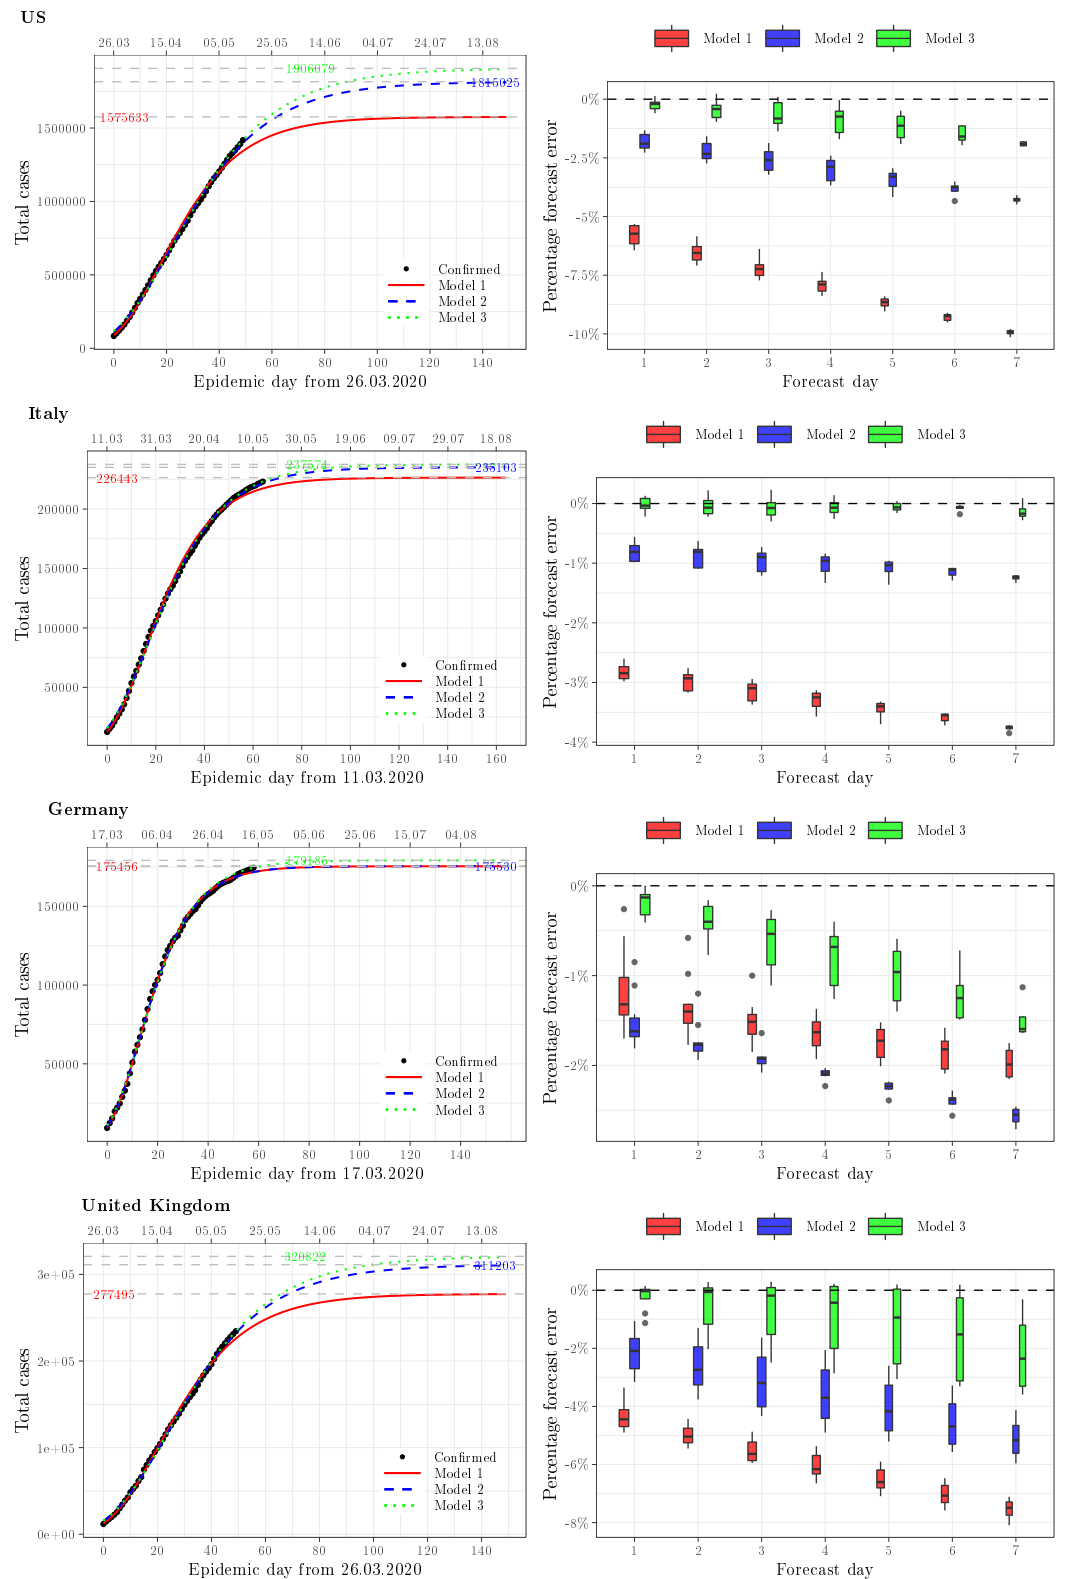 US
26.03 15.04 05.05 25.05 14.06 04.07 24.07 13.08
1906079
1815025
1575633
1500000
1000000
500000
0
Total cases
Confirmed
Model 1
Model 2
Model 3
0 20 40 60 80 100 120 140
Epidemic day from 26.03.2020
Model 1 Model 2 Model 3
0%
-2.5%
-5%
-7.5%
-10%
Percentage forecast error
1 2 3 4 5 6 7
Forecast day
Italy
11.03 31.03 20.04 10.05 30.05 19.06 09.07 29.07 18.08
237571
235103
226443
200000
150000
100000
50000
Total cases
Confirmed
Model 1
Model 2
Model 3
0 20 40 60 80 100 120 140 160
Epidemic day from 11.03.2020
Model 1 Model 2 Model 3
0%
-1%
-2%
-3%
-4%
Percentage forecast error
1 2 3 4 5 6 7
Forecast day
Germany
17.03 06.04 26.04 16.05 05.06 25.06 15.07 04.08
179185
175456
175530
150000
100000
50000
Total cases
Confirmed
Model 1
Model 2
Model 3
0 20 40 60 80 100 120 140
Epidemic day from 17.03.2020
Model 1 Model 2 Model 3
0%
-1%
-2%
Percentage forecast error
1 2 3 4 5 6 7
Forecast day
United Kingdom
26.03 15.04 05.05 25.05 14.06 04.07 24.07 13.08
320822
311203
277495
3e+05
2e+05
1e+05
0e+00
Total cases
Confirmed
Model 1
Model 2
Model 3
0 20 40 60 80 100 120 140
Epidemic day from 26.03.2020
Model 1 Model 2 Model 3
0%
-2%
-4%
-6%
-8%
Percentage forecast error
1 2 3 4 5 6 7
Forecast day